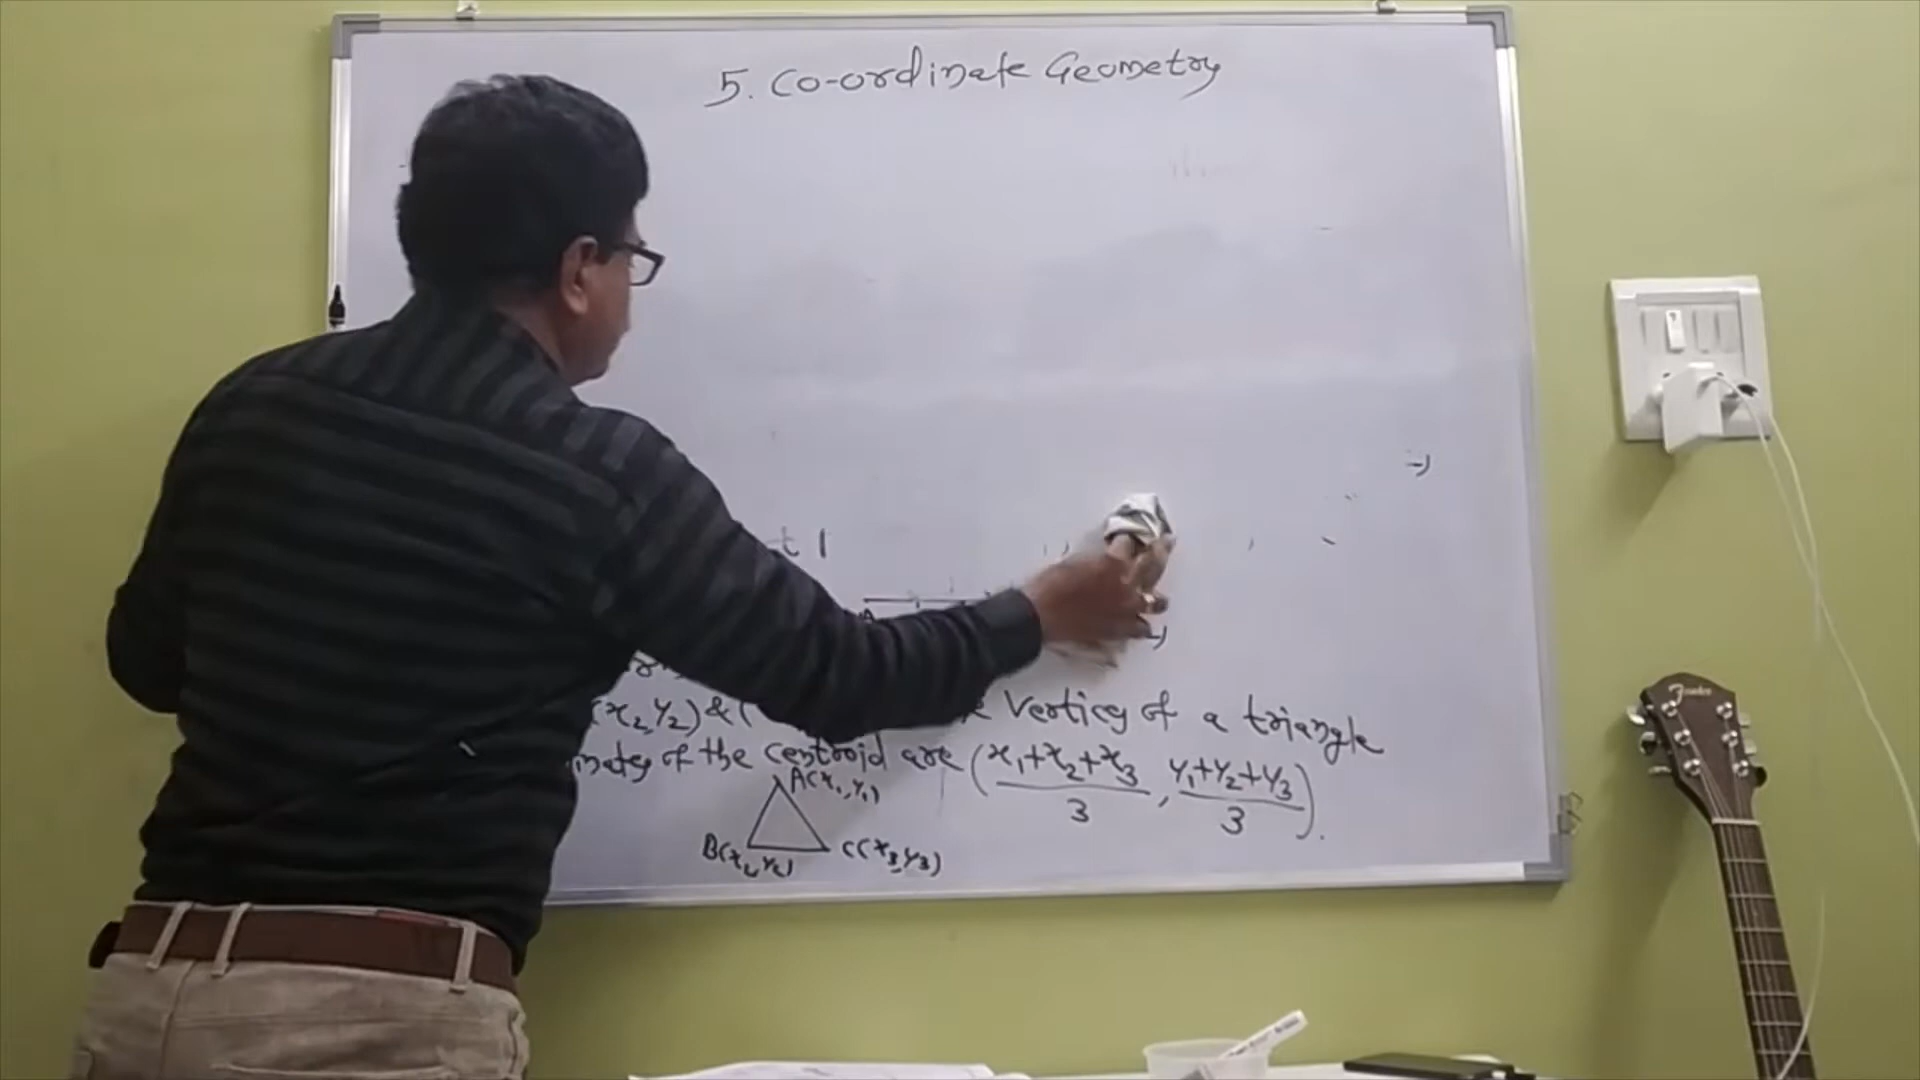 5. Co-ordinate Geometry
(x₂, y₂) & ( Vertices of a triangle
of the centroid are ( x₁+x₂+x₃ / 3 , y₁+y₂+y₃ / 3 ).
A(x₁, y₁)
B(x₂, y₂) C(x₃, y₃)
Fender